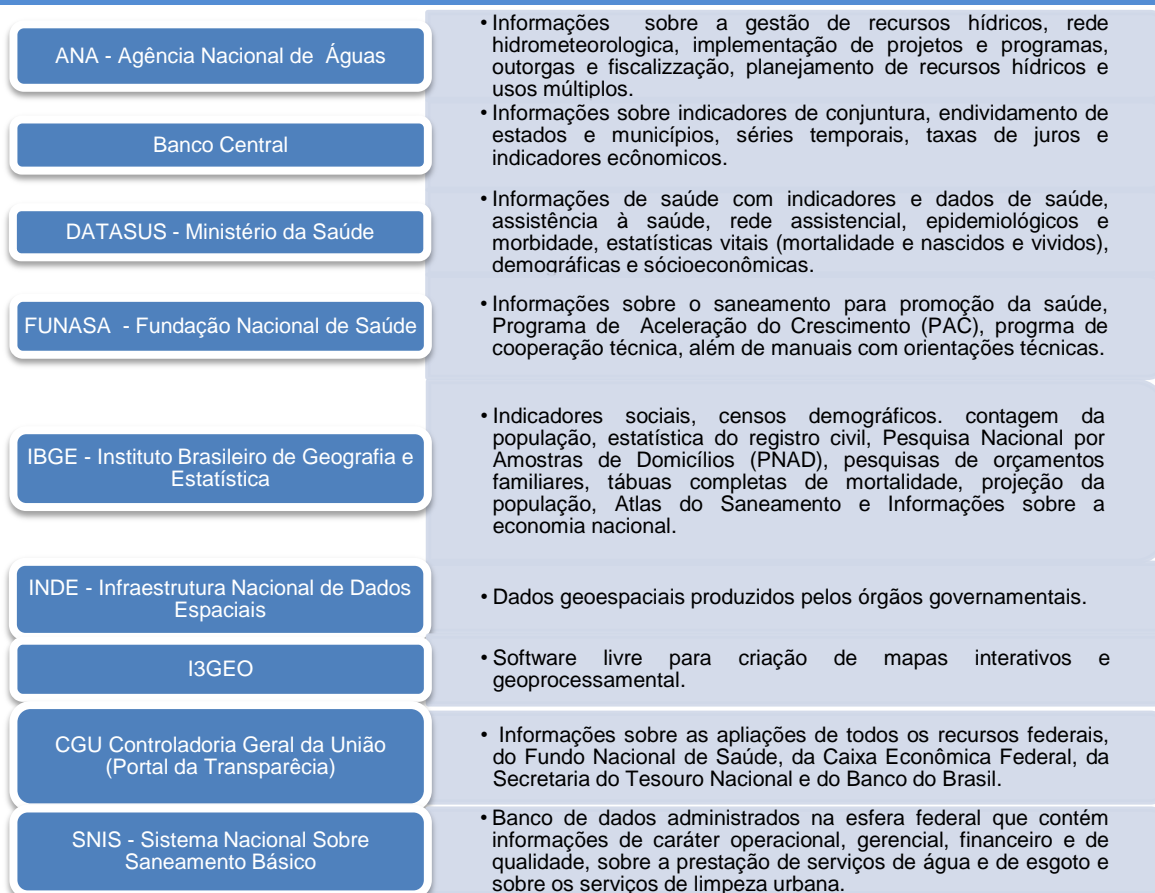 ANA - Agência Nacional de Águas
• Informações sobre a gestão de recursos hídricos, rede
hidrometeorologica, implementação de projetos e programas,
outorgas e fiscalizzação, planejamento de recursos hídricos e
usos múltiplos.
Banco Central
• Informações sobre indicadores de conjuntura, endividamento de
estados e municípios, séries temporais, taxas de juros e
indicadores ecônomicos.
DATASUS - Ministério da Saúde
• Informações de saúde com indicadores e dados de saúde,
assistência à saúde, rede assistencial, epidemiológicos e
morbidade, estatísticas vitais (mortalidade e nascidos e vividos),
demográficas e sócioeconômicas.
FUNASA - Fundação Nacional de Saúde
• Informações sobre o saneamento para promoção da saúde,
Programa de Aceleração do Crescimento (PAC), progrma de
cooperação técnica, além de manuais com orientações técnicas.
IBGE - Instituto Brasileiro de Geografia e
Estatística
• Indicadores sociais, censos demográficos. contagem da
população, estatística do registro civil, Pesquisa Nacional por
Amostras de Domicílios (PNAD), pesquisas de orçamentos
familiares, tábuas completas de mortalidade, projeção da
população, Atlas do Saneamento e Informações sobre a
economia nacional.
INDE - Infraestrutura Nacional de Dados
Espaciais
• Dados geoespaciais produzidos pelos órgãos governamentais.
I3GEO
• Software livre para criação de mapas interativos e
geoprocessamental.
CGU Controladoria Geral da União
(Portal da Transparêcia)
• Informações sobre as apliações de todos os recursos federais,
do Fundo Nacional de Saúde, da Caixa Econômica Federal, da
Secretaria do Tesouro Nacional e do Banco do Brasil.
SNIS - Sistema Nacional Sobre
Saneamento Básico
• Banco de dados administrados na esfera federal que contém
informações de caráter operacional, gerencial, financeiro e de
qualidade, sobre a prestação de serviços de água e de esgoto e
sobre os serviços de limpeza urbana.